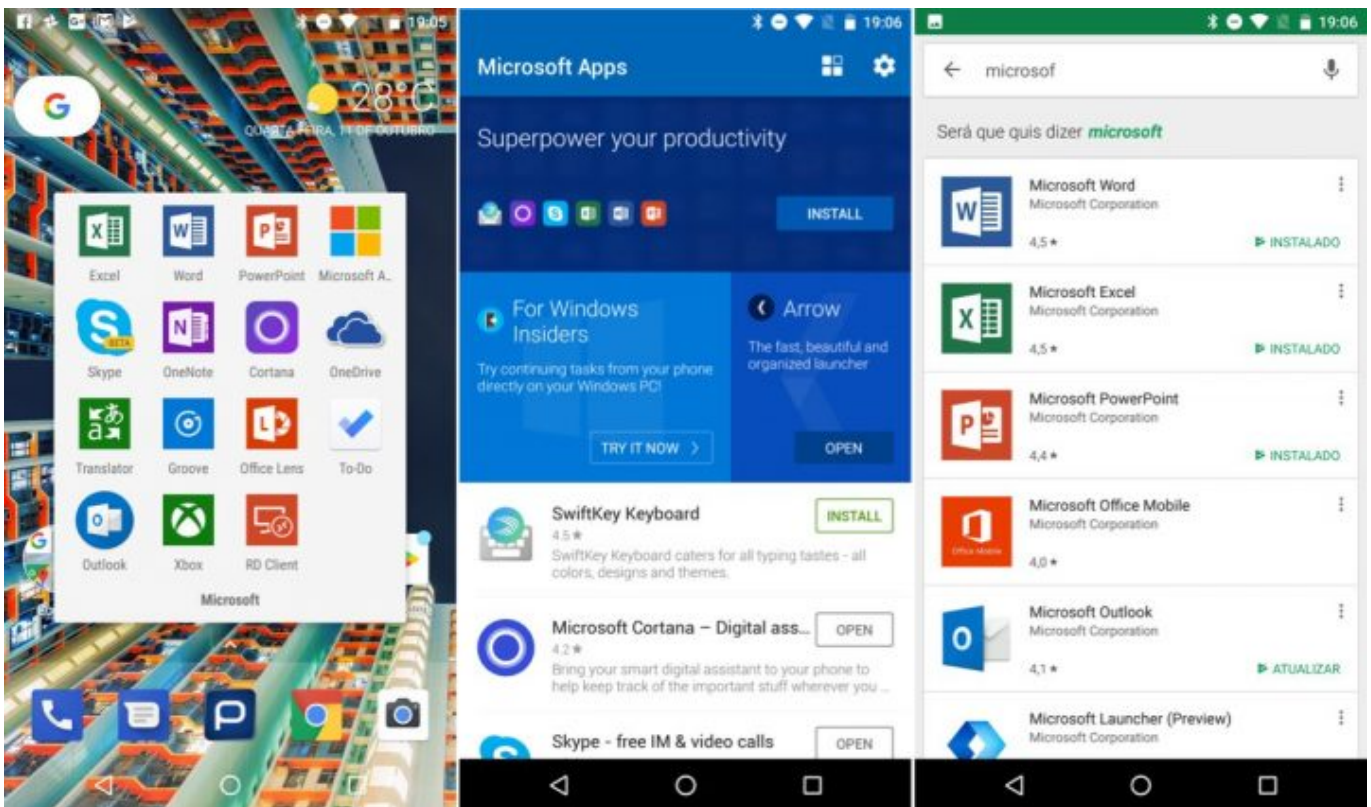 19:05
28°C
QUARTA-FEIRA, 11 DE OUTUBRO
Excel
Word
PowerPoint
Microsoft A..
BETA
Skype
OneNote
Cortana
OneDrive
Translator
Groove
Office Lens
To-Do
Outlook
Xbox
RD Client
Microsoft
19:06
Microsoft Apps
Superpower your productivity
INSTALL
For Windows
Insiders
Try continuing tasks from your phone
directly on your Windows PC!
TRY IT NOW
Arrow
The fast, beautiful and
organized launcher
OPEN
SwiftKey Keyboard
INSTALL
4.5★
SwiftKey Keyboard caters for all typing tastes - all
colors, designs and themes.
Microsoft Cortana – Digital ass...
OPEN
4.2★
Bring your smart digital assistant to your phone to
help keep track of the important stuff wherever you ...
Skype - free IM & video calls
OPEN
19:06
microsof
Será que quis dizer microsoft
Microsoft Word
Microsoft Corporation
4,5★
INSTALADO
Microsoft Excel
Microsoft Corporation
4,5★
INSTALADO
Microsoft PowerPoint
Microsoft Corporation
4,4★
INSTALADO
Microsoft Office Mobile
Microsoft Corporation
Office Mobile
4,0★
Microsoft Outlook
Microsoft Corporation
4,1★
ATUALIZAR
Microsoft Launcher (Preview)
Microsoft Corporation